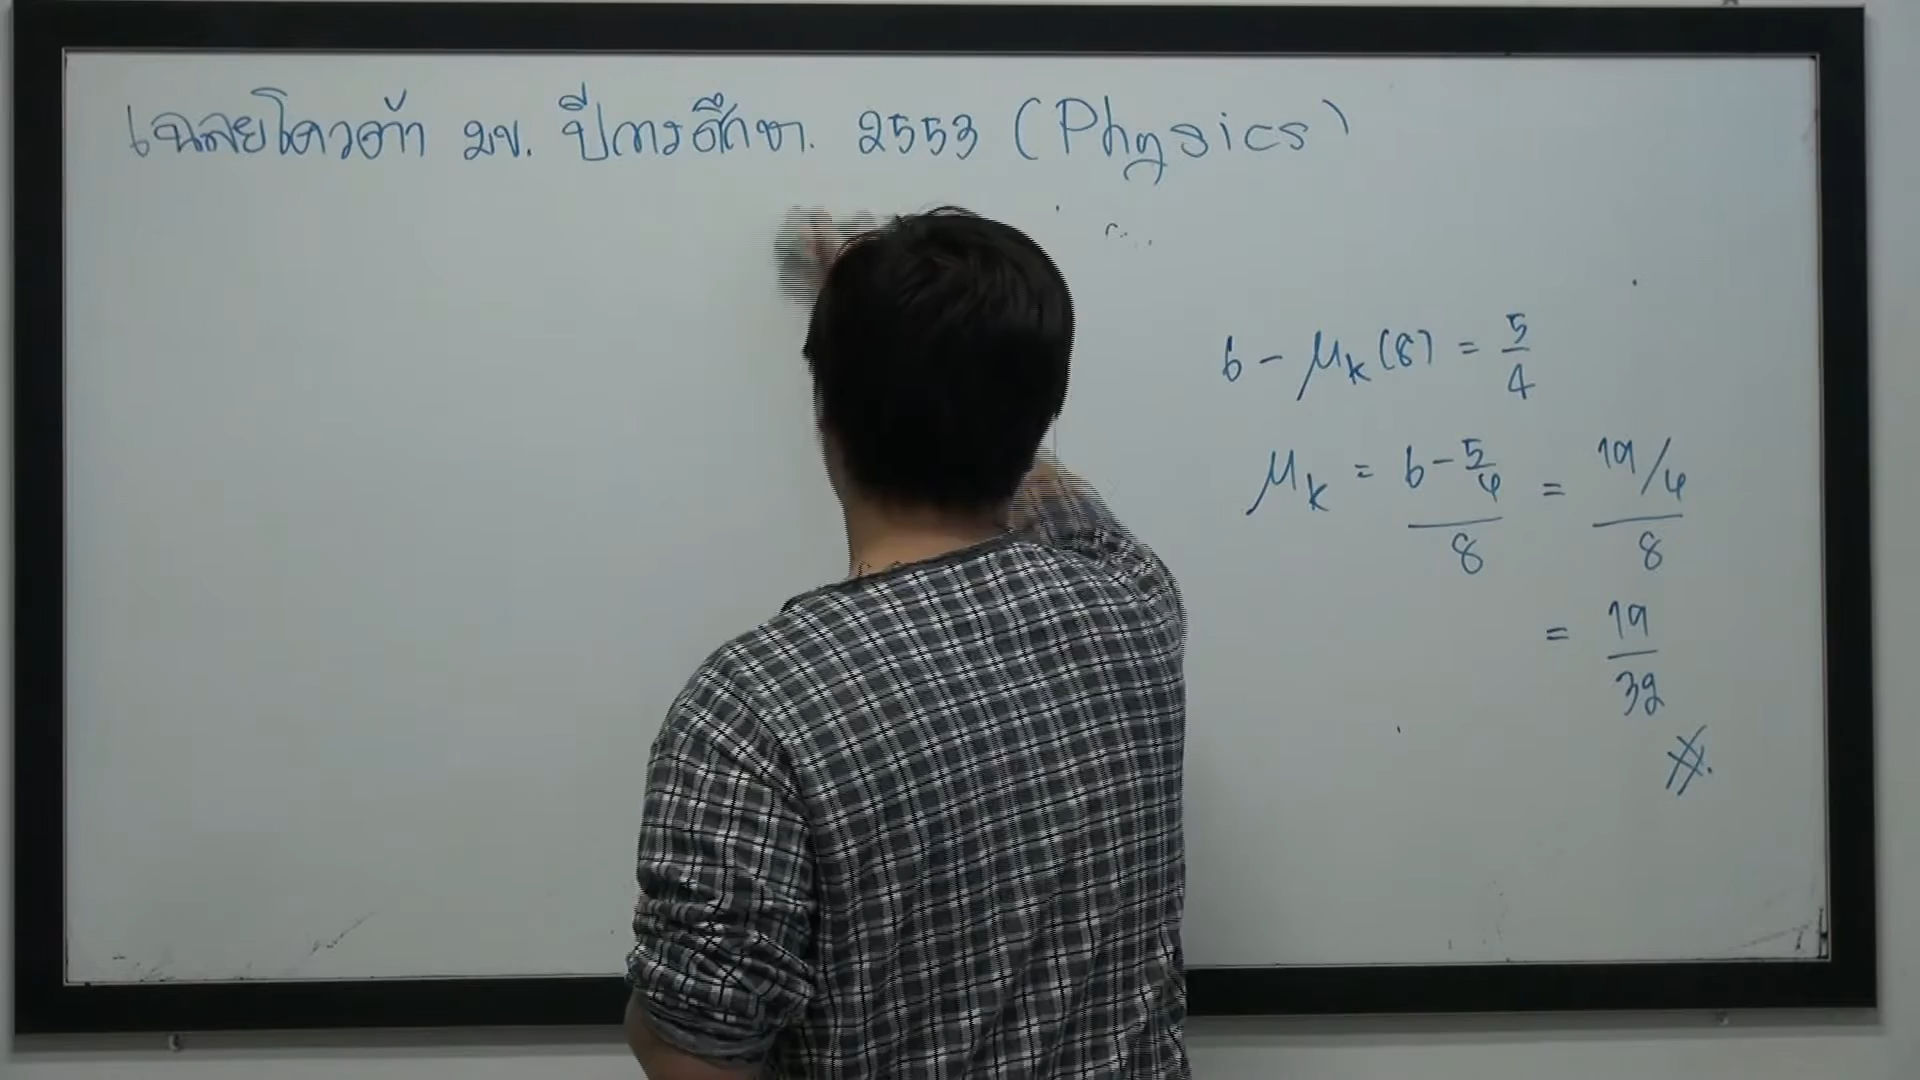 เฉลยโควต้า มข. ปีการศึกษา. 2553 (Physics)
6 - μk(8) = 5/4
μk = (6 - 5/4)/8 = (19/4)/8
= 19/32
#.